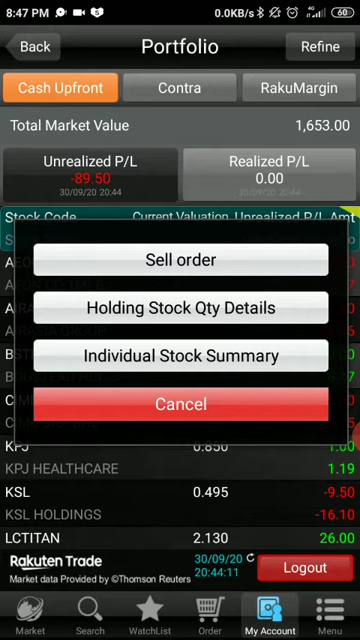 8:47 PM 0.0KB/s 4G 60
Back Portfolio Refine
Cash Upfront Contra RakuMargin
Total Market Value 1,653.00
Unrealized P/L Realized P/L
-89.50 0.00
30/09/20 20:44 30/09/20 20:44
Stock Code Current Valuation Unrealized P/L Amt
Sell order
Holding Stock Qty Details
Individual Stock Summary
Cancel
KPJ 0.850 1.00
KPJ HEALTHCARE 1.19
KSL 0.495 -9.50
KSL HOLDINGS -16.10
LCTITAN 2.130 26.00
Rakuten Trade 30/09/20
Market data Provided by ©Thomson Reuters 20:44:11
Logout
Market Search WatchList Order My Account Menu